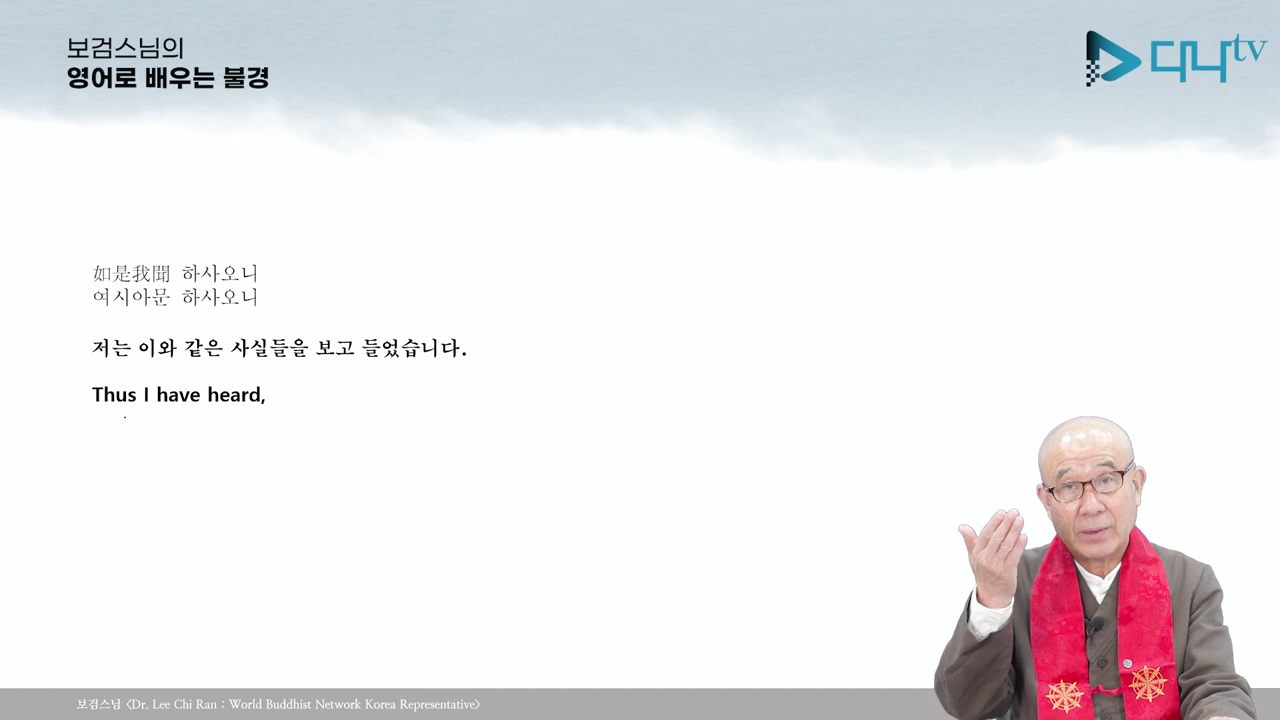 보검스님의
영어로 배우는 불경
다나tv
如是我聞 하사오니
여시아문 하사오니
저는 이와 같은 사실들을 보고 들었습니다.
Thus I have heard,
보검스님 <Dr. Lee Chi Ran : World Buddhist Network Korea Representative>